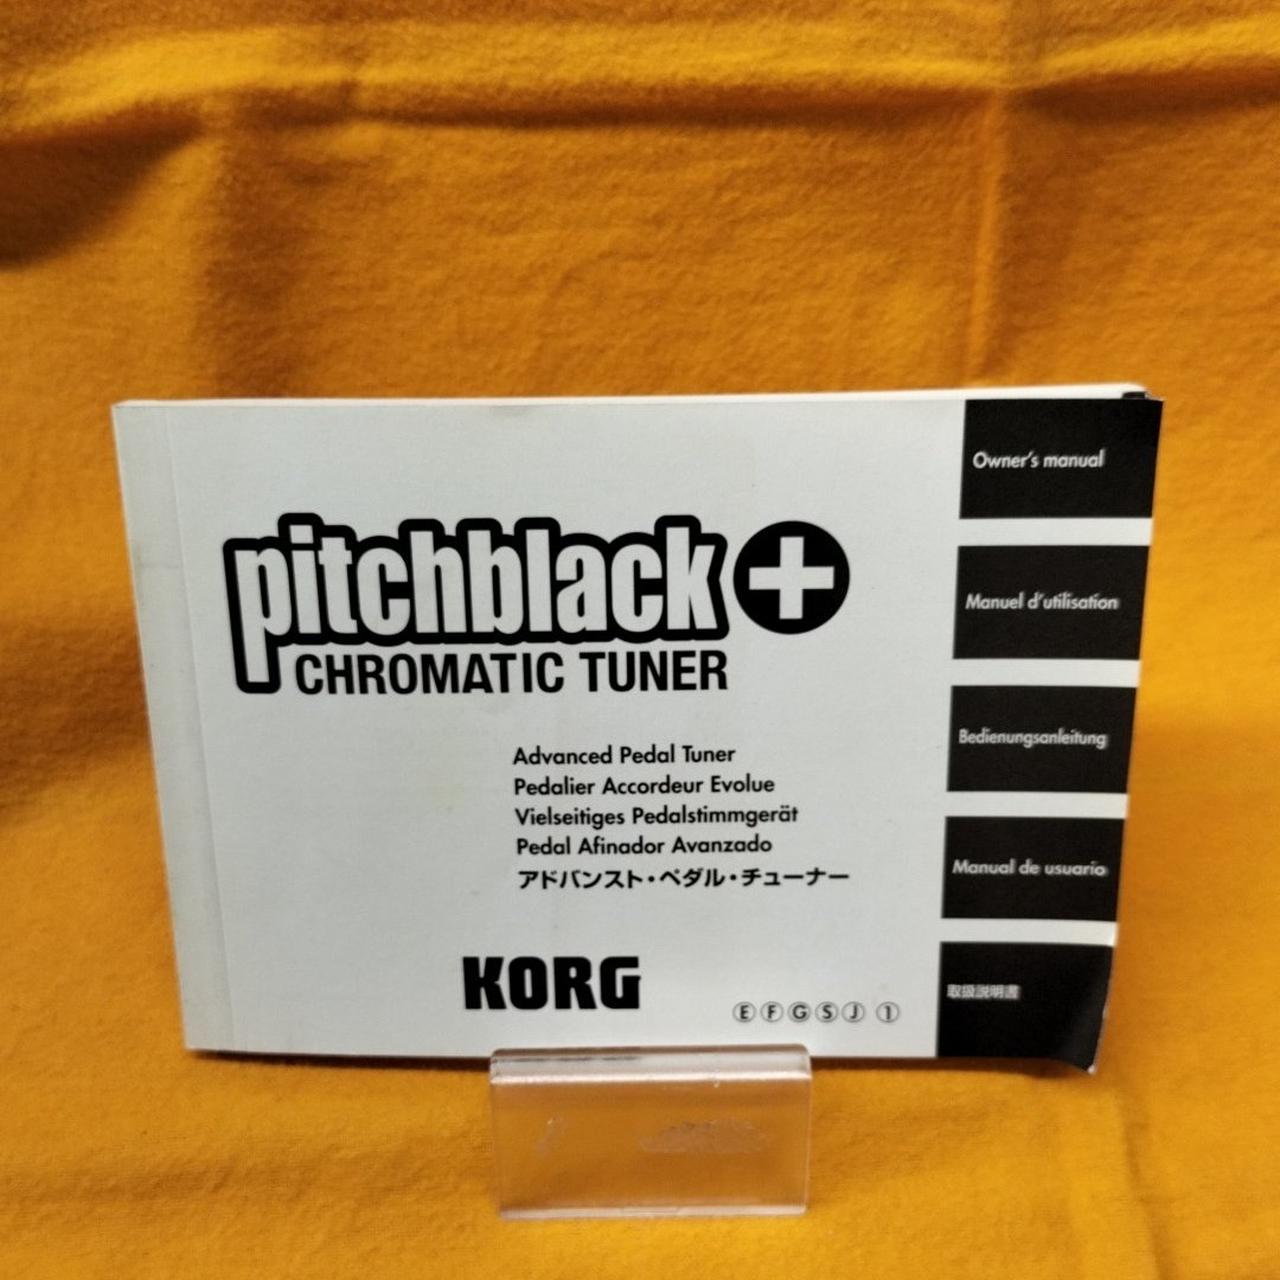 pitchblack+
CHROMATIC TUNER
Advanced Pedal Tuner
Pedalier Accordeur Evolue
Vielseitiges Pedalstimmgerät
Pedal Afinador Avanzado
アドバンスト・ペダル・チューナー
KORG
Ⓔ Ⓕ Ⓖ Ⓢ Ⓙ ①
Owner's manual
Manuel d'utilisation
Bedienungsanleitung
Manual de usuario
取扱説明書